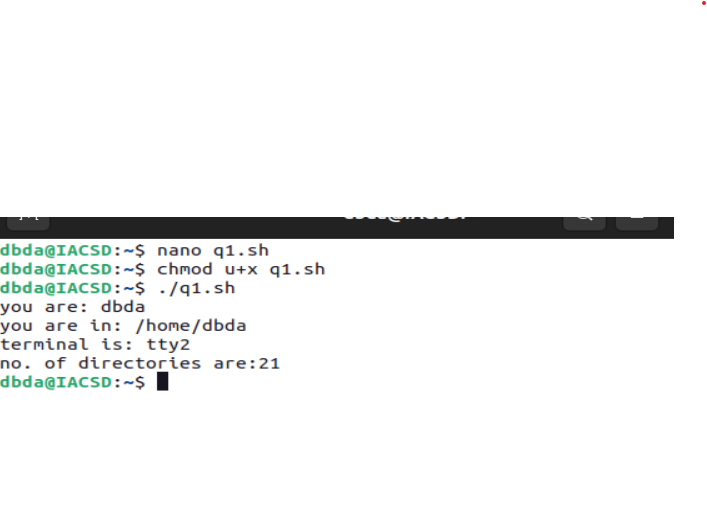 dbda@IACSD:~$ nano q1.sh
dbda@IACSD:~$ chmod u+x q1.sh
dbda@IACSD:~$ ./q1.sh
you are: dbda
you are in: /home/dbda
terminal is: tty2
no. of directories are:21
dbda@IACSD:~$